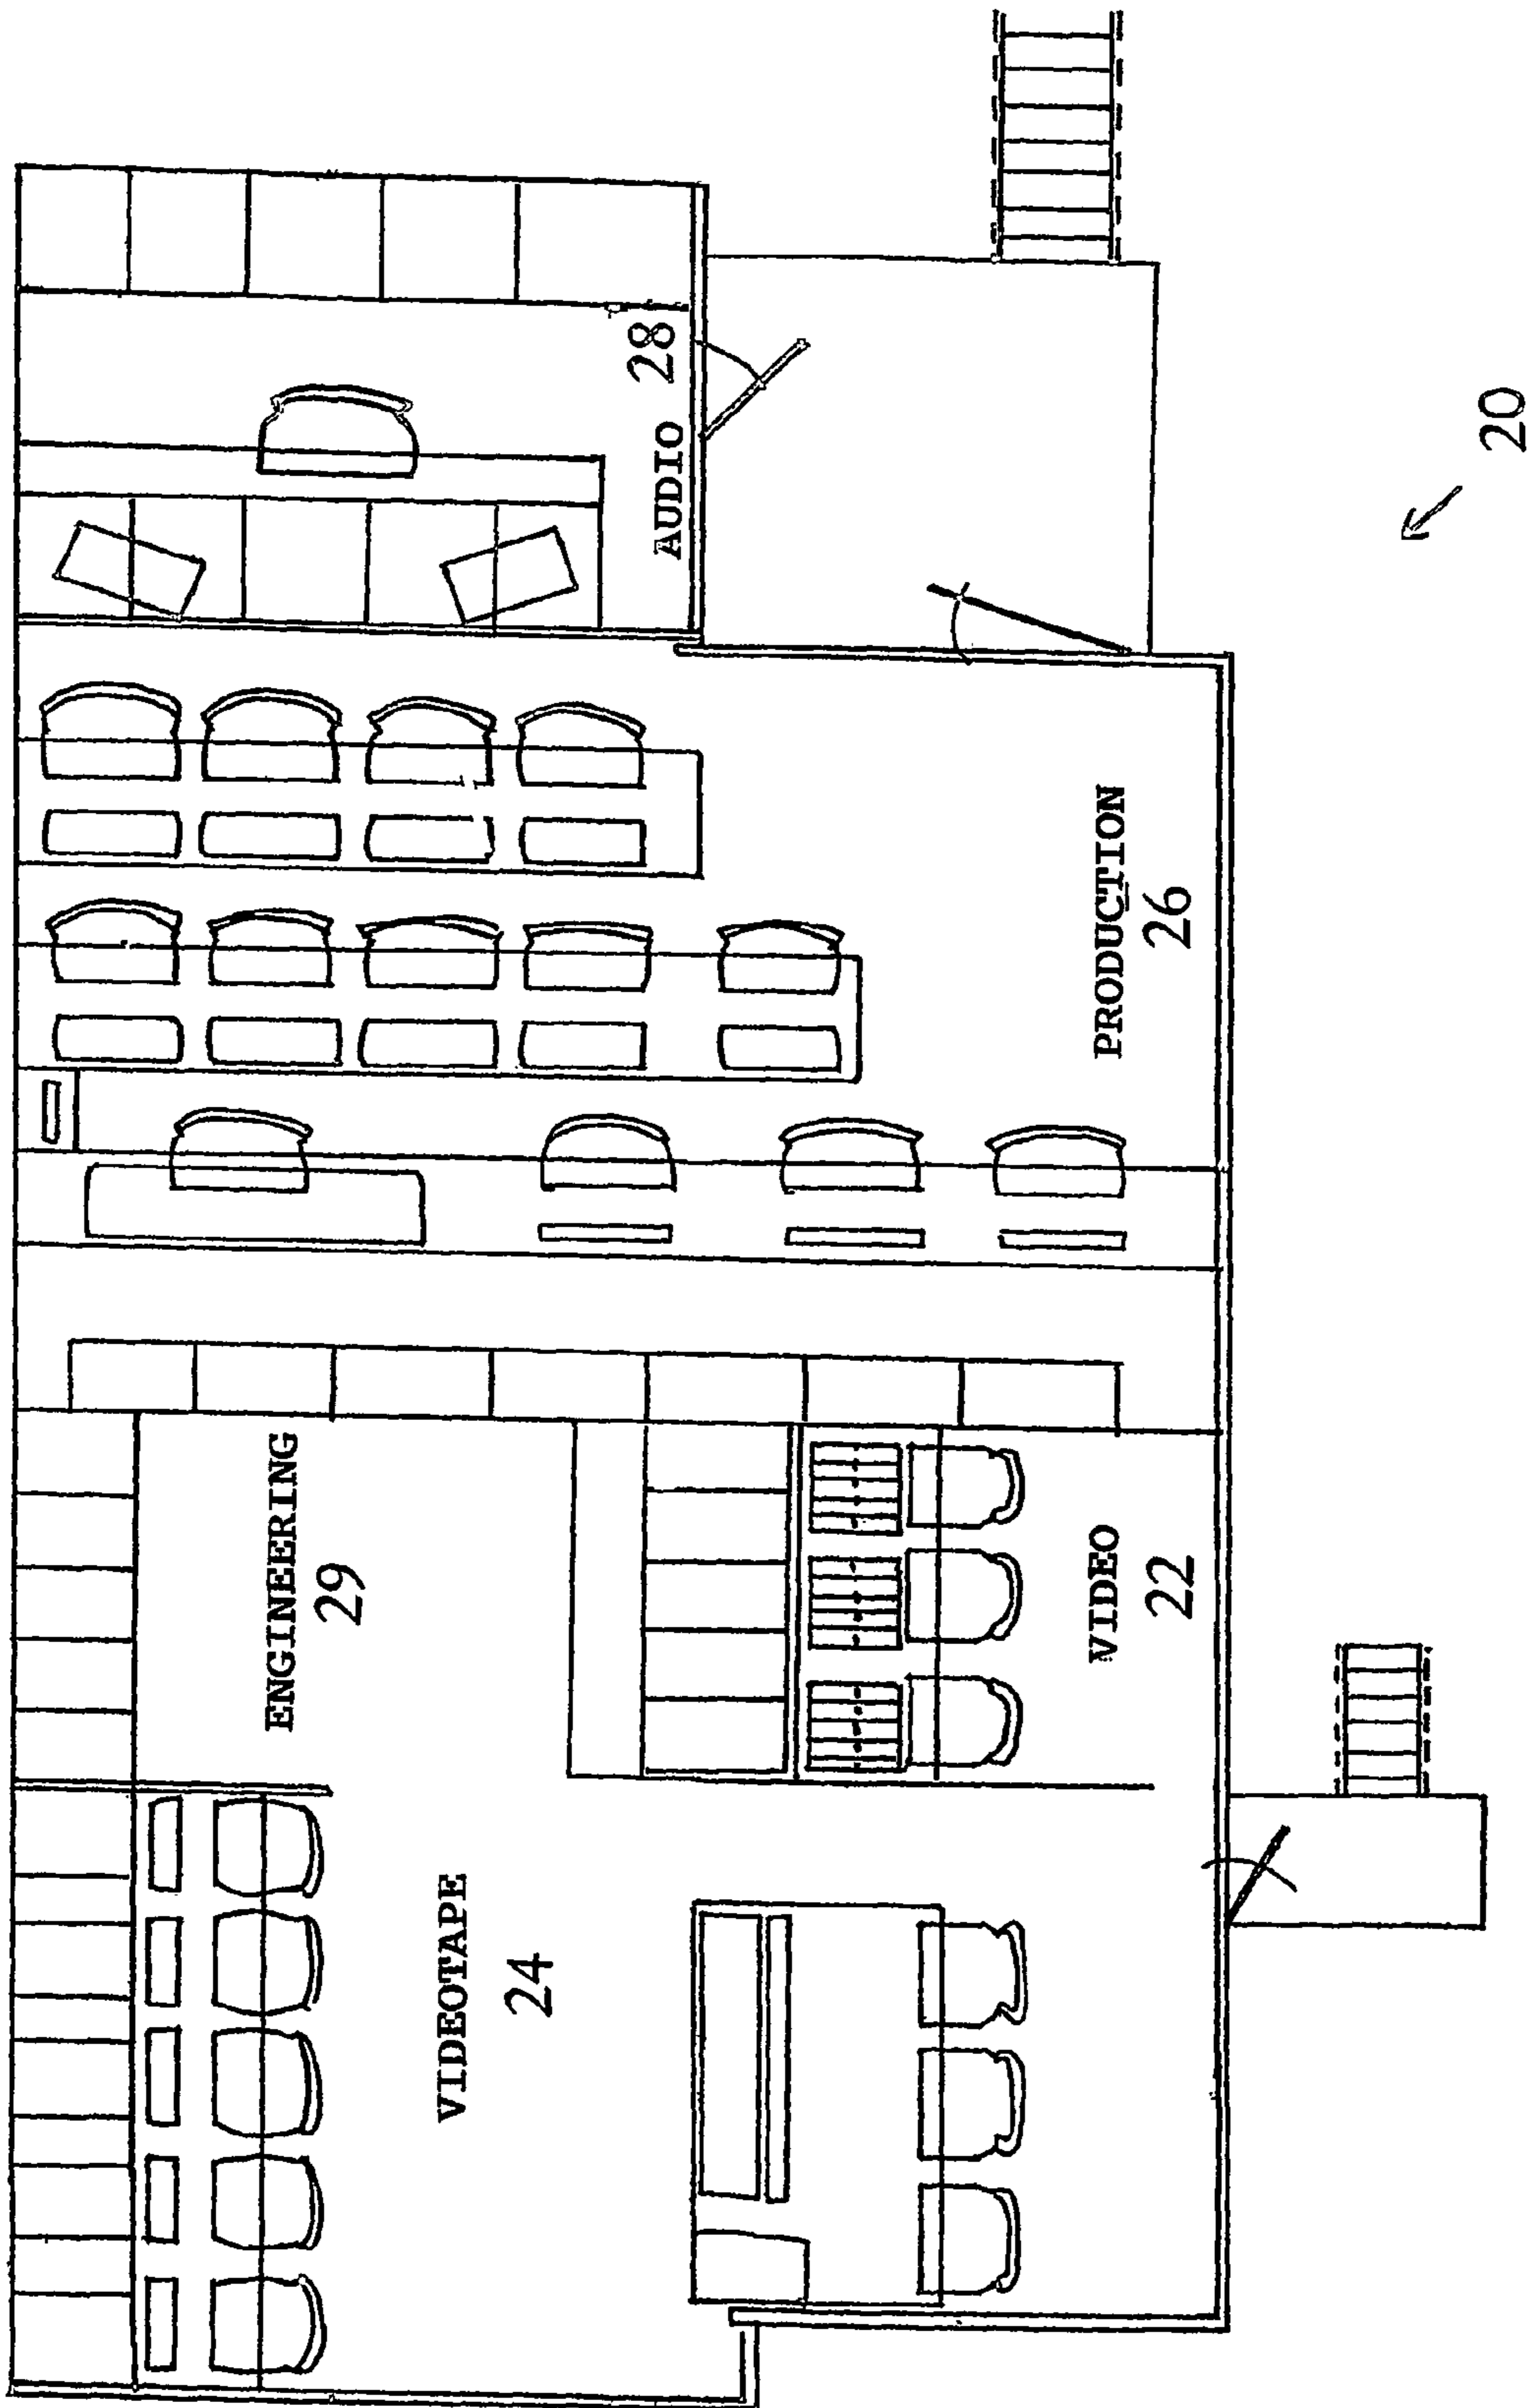 VIDEOTAPE
24
ENGINEERING
29
VIDEO
22
PRODUCTION
26
AUDIO
28
20